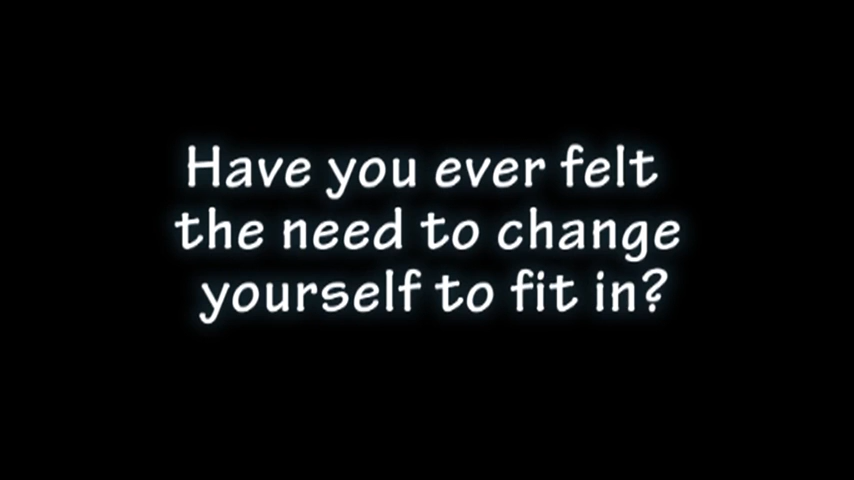 Have you ever felt
the need to change
yourself to fit in?